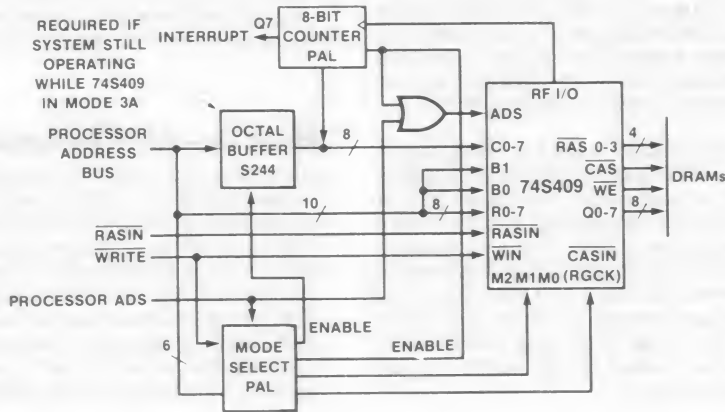 REQUIRED IF
SYSTEM STILL
OPERATING
WHILE 74S409
IN MODE 3A
Q7
INTERRUPT
8-BIT
COUNTER
PAL
PROCESSOR
ADDRESS
BUS
OCTAL
BUFFER
S244
8
10
8
RF I/O
ADS
C0-7
B1
B0
R0-7
RASIN
WIN
74S409
RAS 0-3
CAS
WE
Q0-7
CASIN
(RGCK)
M2 M1 M0
4
8
DRAMs
RASIN
WRITE
PROCESSOR ADS
ENABLE
ENABLE
6
MODE
SELECT
PAL